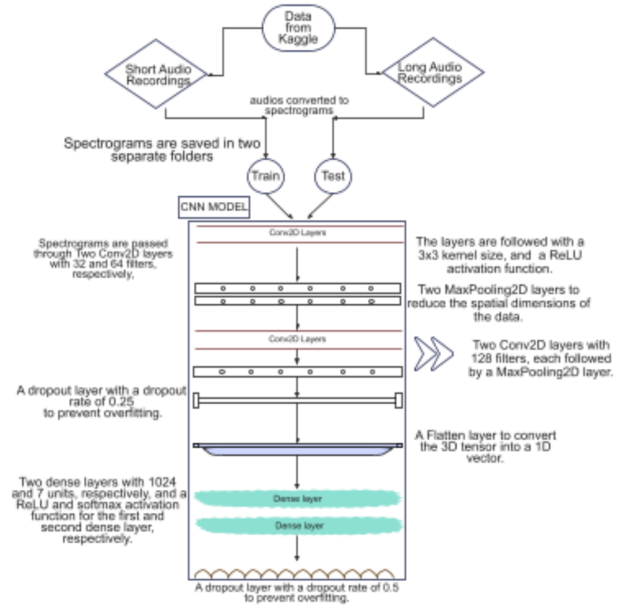 Data
from
Kaggle
Short Audio
Recordings
Long Audio
Recordings
audios converted to
spectrograms
Spectrograms are saved in two
separate folders
Train
Test
CNN MODEL
Conv2D Layers
Spectrograms are passed
through Two Conv2D layers
with 32 and 64 filters,
respectively,
The layers are followed with a
3x3 kernel size, and a ReLU
activation function.
Two MaxPooling2D layers to
reduce the spatial dimensions of
the data.
Conv2D Layers
Two Conv2D layers with
128 filters, each followed
by a MaxPooling2D layer.
A dropout layer with a dropout
rate of 0.25
to prevent overfitting.
A Flatten layer to convert
the 3D tensor into a 1D
vector.
Two dense layers with 1024
and 7 units, respectively, and a
ReLU and softmax activation
function for the first and
second dense layer,
respectively.
Dense layer
Dense layer
A dropout layer with a dropout rate of 0.5
to prevent overfitting.